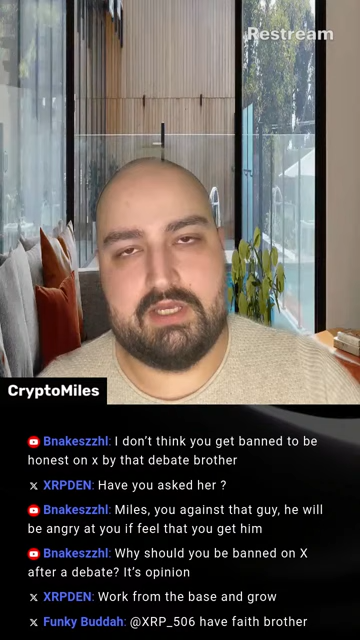 Restream
CryptoMiles
Bnakeszzhl: I don't think you get banned to be
honest on x by that debate brother
XRPDEN: Have you asked her ?
Bnakeszzhl: Miles, you against that guy, he will
be angry at you if feel that you get him
Bnakeszzhl: Why should you be banned on X
after a debate? It's opinion
XRPDEN: Work from the base and grow
Funky Buddah: @XRP_506 have faith brother